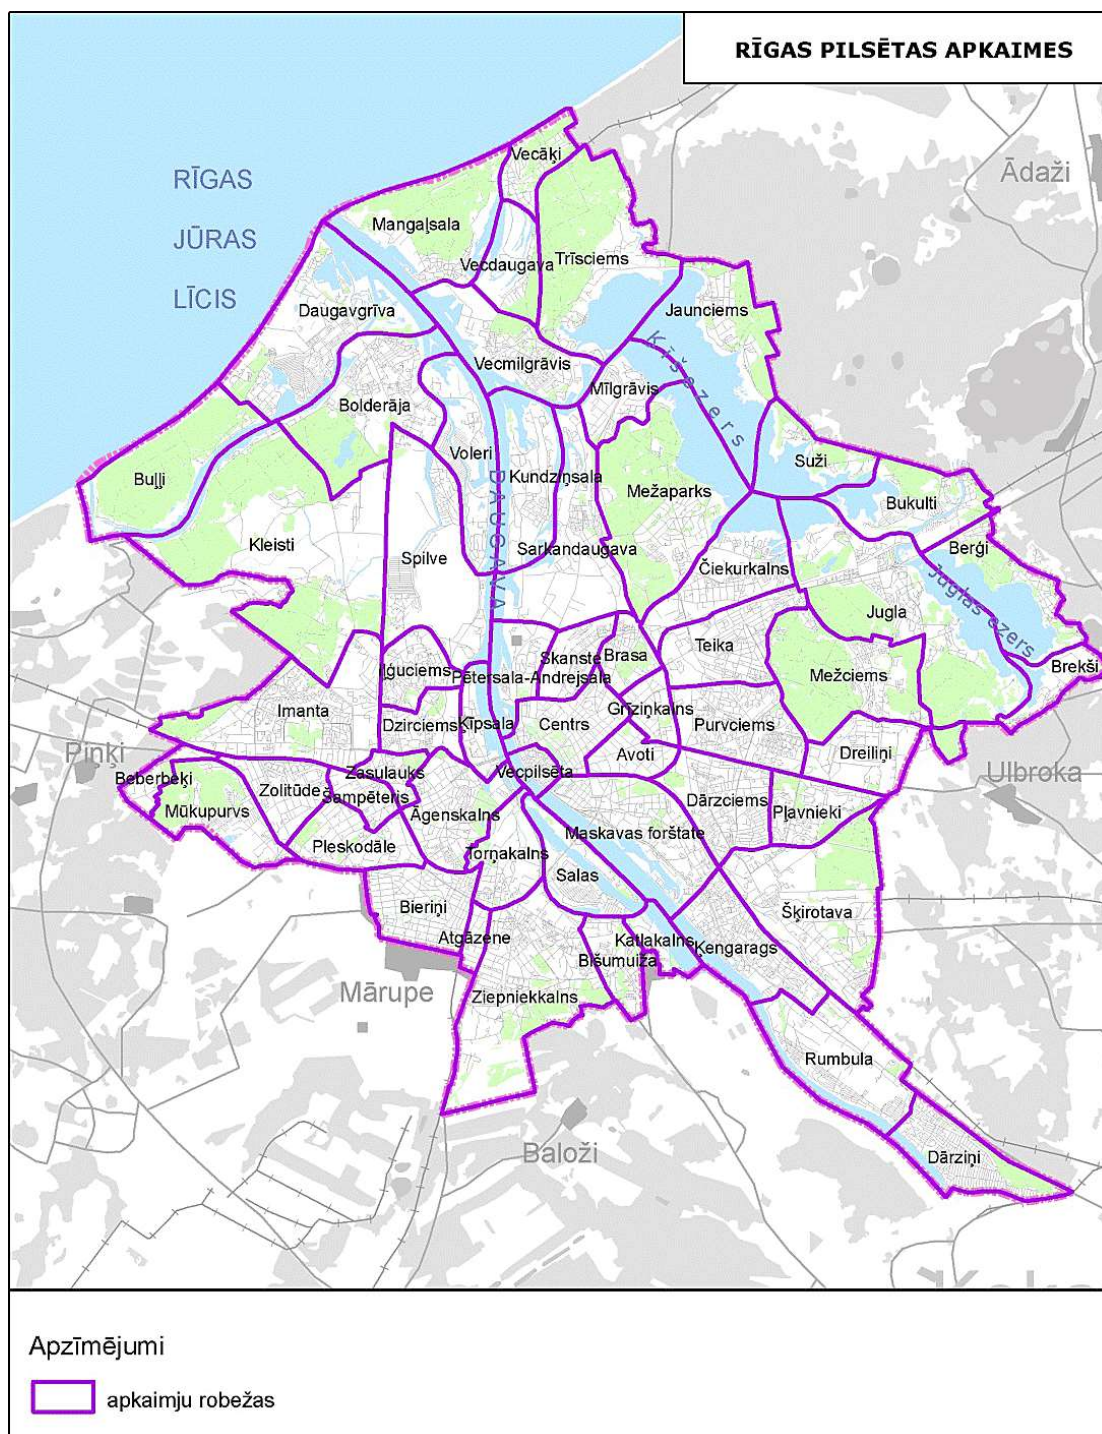 RĪGAS PILSĒTAS APKAIMES
RĪGAS
JŪRAS
LĪCIS
Ādaži
Vecāķi
Mangaļsala
Vecdaugava
Trīsciems
Jaunciems
Daugavgrīva
Vecmilgrāvis
Ķīšezers
Mīlgrāvis
Bolderāja
Voleri
Kundziņsala
Suži
Buļļi
Mežaparks
Bukulti
DAUGAVA
Kleisti
Spilve
Sarkandaugava
Čiekurkalns
Berģi
Juglas ezers
Jugla
Teika
Skanste
Brasa
Iļģuciems
Pētersala-Andrejsala
Mežciems
Brekši
Imanta
Dzirciems
Ķīpsala
Centrs
Grīziņkalns
Purvciems
Pinķi
Avoti
Dreiliņi
Beberbeķi
Zasulauks
Vecpilsēta
Ulbroka
Zolitūde
Šampēteris
Mūkupurvs
Āgenskalns
Dārzciems
Pļavnieki
Maskavas forštate
Pleskodāle
Torņakalns
Salas
Bieriņi
Šķirotava
Atgāzene
Katlakalns
Ķengarags
Bišumuiža
Mārupe
Ziepniekkalns
Rumbula
Baloži
Dārziņi
Apzīmējumi
apkaimju robežas